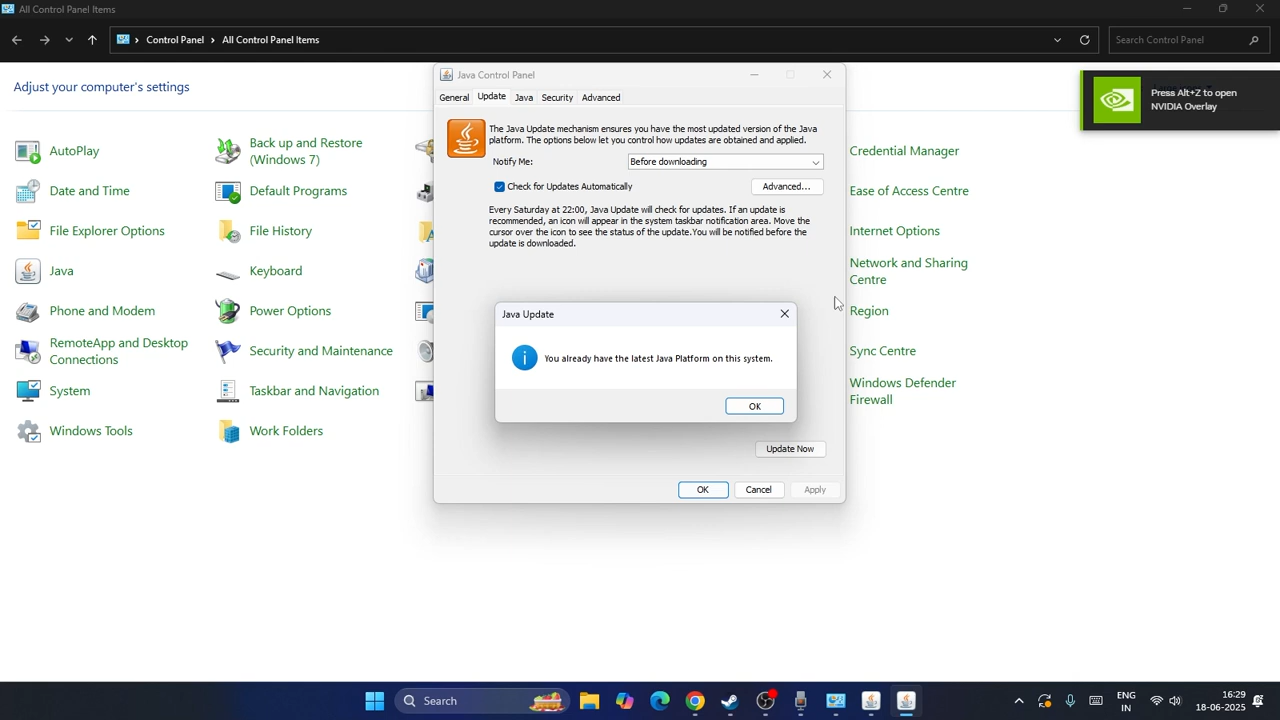 All Control Panel Items
Control Panel > All Control Panel Items
Search Control Panel
Adjust your computer's settings
Java Control Panel
General Update Java Security Advanced
The Java Update mechanism ensures you have the most updated version of the Java
platform. The options below let you control how updates are obtained and applied.
Notify Me: Before downloading
Check for Updates Automatically
Advanced...
Every Saturday at 22:00, Java Update will check for updates. If an update is
recommended, an icon will appear in the system taskbar notification area. Move the
cursor over the icon to see the status of the update.You will be notified before the
update is downloaded.
Java Update
You already have the latest Java Platform on this system.
OK
Update Now
OK Cancel Apply
Press Alt+Z to open
NVIDIA Overlay
AutoPlay
Date and Time
File Explorer Options
Java
Phone and Modem
RemoteApp and Desktop
Connections
System
Windows Tools
Back up and Restore
(Windows 7)
Default Programs
File History
Keyboard
Power Options
Security and Maintenance
Taskbar and Navigation
Work Folders
Credential Manager
Ease of Access Centre
Internet Options
Network and Sharing
Centre
Region
Sync Centre
Windows Defender
Firewall
Search
ENG
IN
16:29
18-06-2025